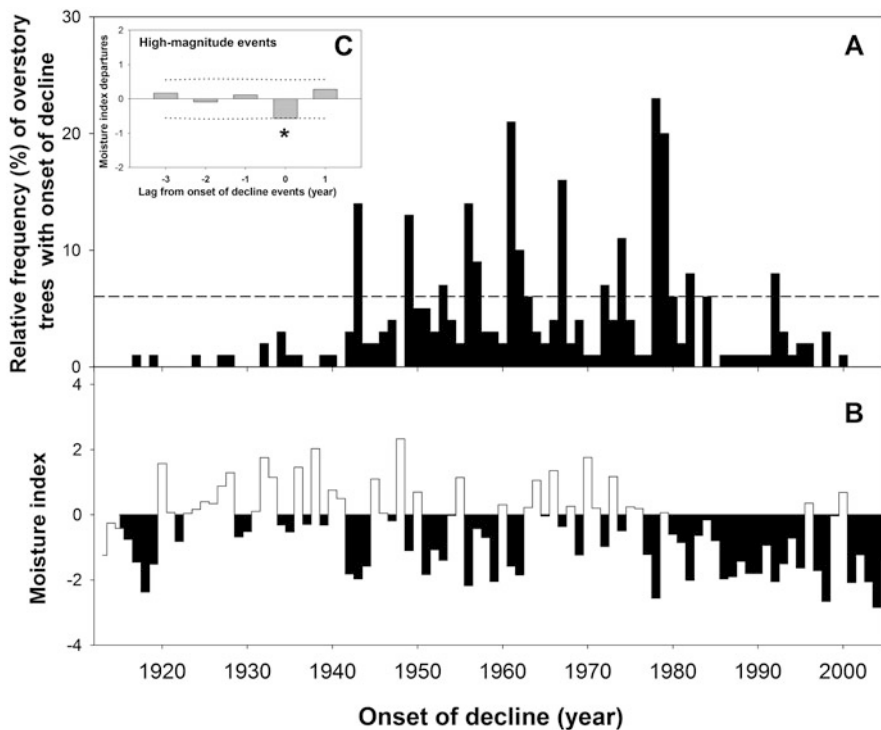 30
20
10
0
Relative frequency (%) of overstory
trees with onset of decline
A
High-magnitude events
C
2
1
0
-1
-2
Moisture index departures
*
-3 -2 -1 0 1
Lag from onset of decline events (year)
B
4
2
0
-2
-4
Moisture index
1920 1930 1940 1950 1960 1970 1980 1990 2000
Onset of decline (year)